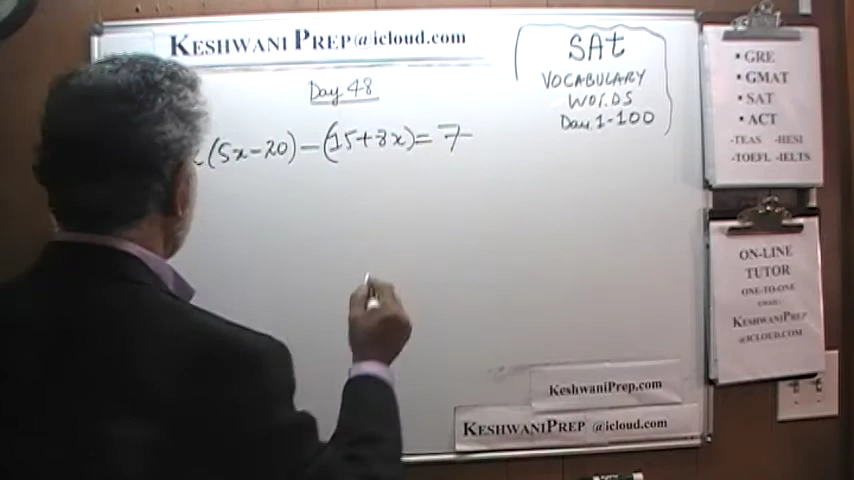 KESHWANI PREP@icloud.com
Day 48
(5x-20)-(15+8x)=7
SAt
VOCABULARY
WORDS
Day 1-100
• GRE
• GMAT
• SAT
• ACT
-TEAS -HESI
-TOEFL -IELTS
ON-LINE
TUTOR
ONE-TO-ONE
EMAIL:
KESHWANIPREP
@ICLOUD.COM
KeshwaniPrep.com
KESHWANIPREP @icloud.com